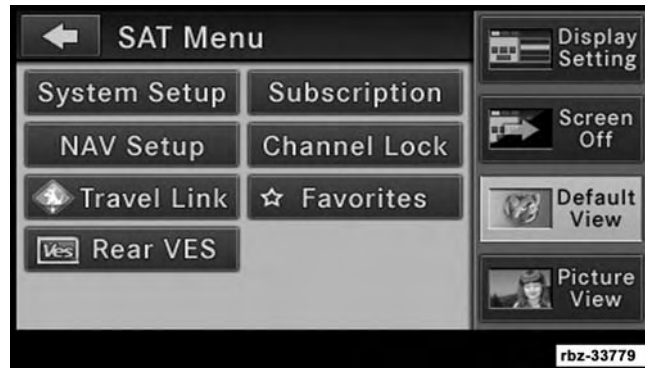 SAT Menu
System Setup
Subscription
NAV Setup
Channel Lock
Travel Link
Favorites
Ves
Rear VES
Display
Setting
Screen
Off
Default
View
Picture
View
rbz-33779